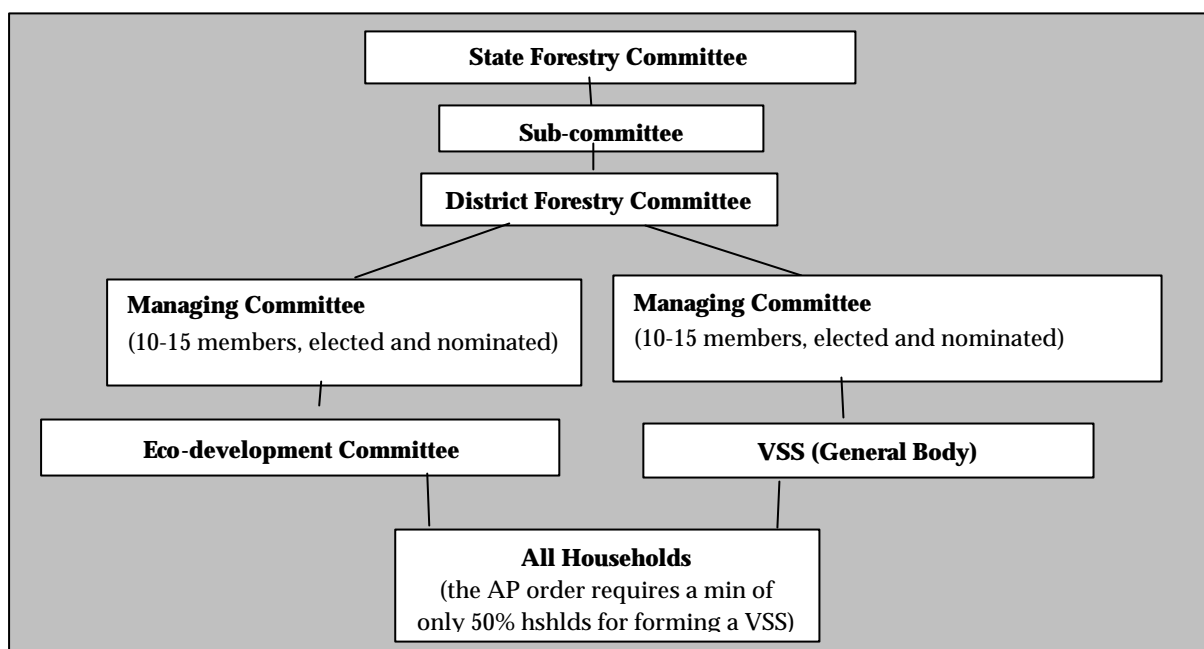 State Forestry Committee
Sub-committee
District Forestry Committee
Managing Committee
(10-15 members, elected and nominated)
Managing Committee
(10-15 members, elected and nominated)
Eco-development Committee
VSS (General Body)
All Households
(the AP order requires a min of
only 50% hshlds for forming a VSS)